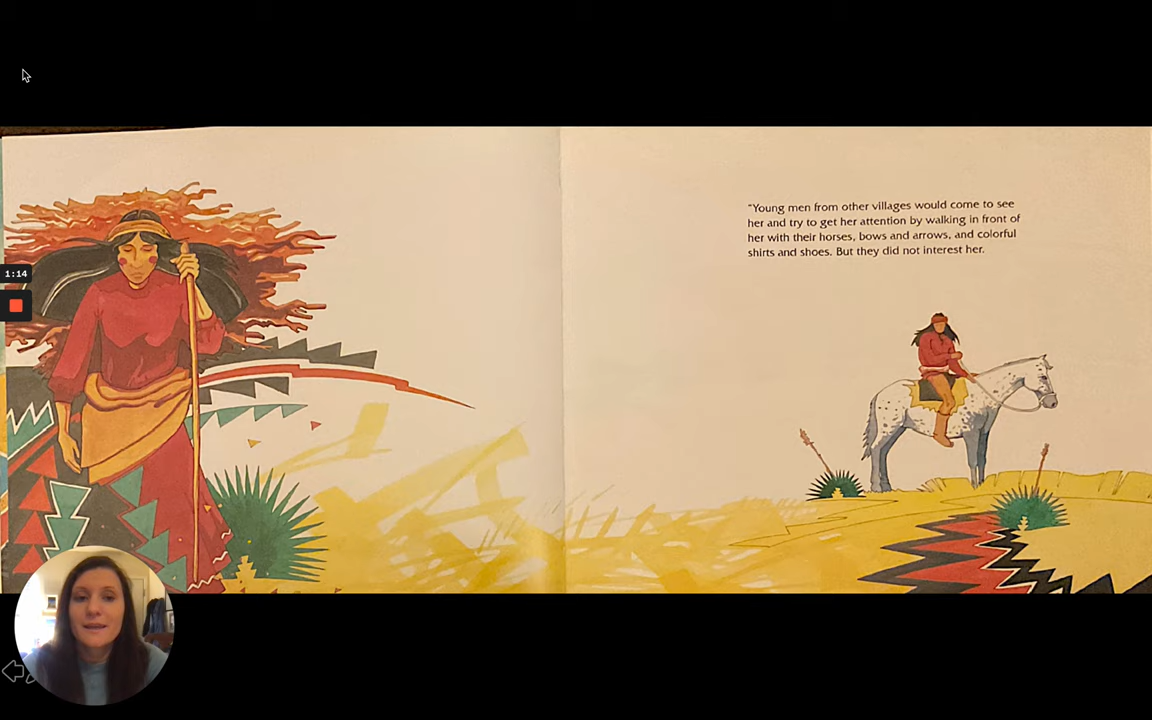 1:14
"Young men from other villages would come to see
her and try to get her attention by walking in front of
her with their horses, bows and arrows, and colorful
shirts and shoes. But they did not interest her.